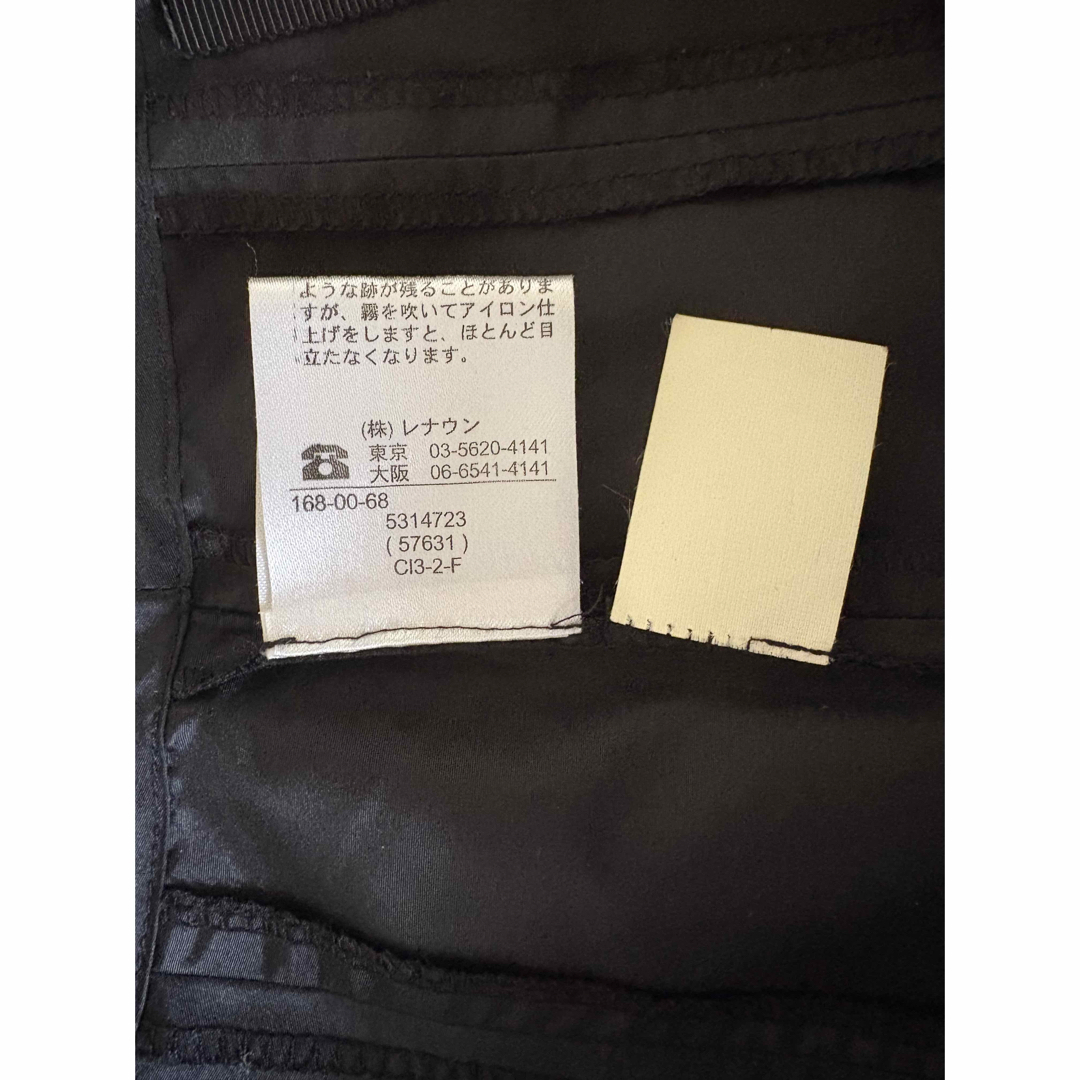 ような跡が残ることがありま
すが、霧を吹いてアイロン仕
上げをしますと、ほとんど目
立たなくなります。
(株) レナウン
東京 03-5620-4141
大阪 06-6541-4141
168-00-68
5314723
( 57631 )
CI3-2-F